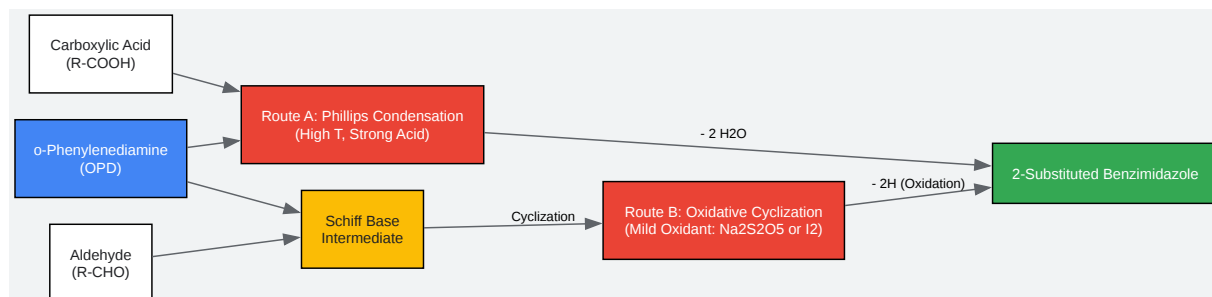 Carboxylic Acid
(R-COOH)
o-Phenylenediamine
(OPD)
Aldehyde
(R-CHO)
Route A: Phillips Condensation
(High T, Strong Acid)
Schiff Base
Intermediate
Cyclization
Route B: Oxidative Cyclization
(Mild Oxidant: Na2S2O5 or I2)
- 2 H2O
- 2H (Oxidation)
2-Substituted Benzimidazole